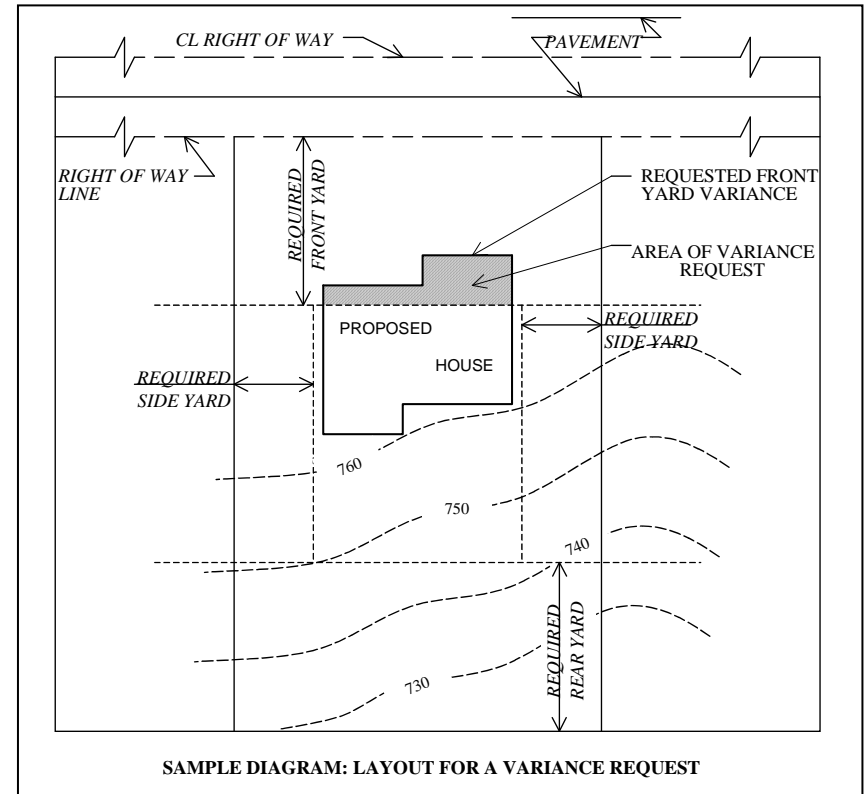 CL RIGHT OF WAY
PAVEMENT
RIGHT OF WAY
LINE
REQUIRED
FRONT YARD
REQUESTED FRONT
YARD VARIANCE
AREA OF VARIANCE
REQUEST
PROPOSED
HOUSE
REQUIRED
SIDE YARD
REQUIRED
SIDE YARD
760
750
740
REQUIRED
REAR YARD
730
SAMPLE DIAGRAM: LAYOUT FOR A VARIANCE REQUEST